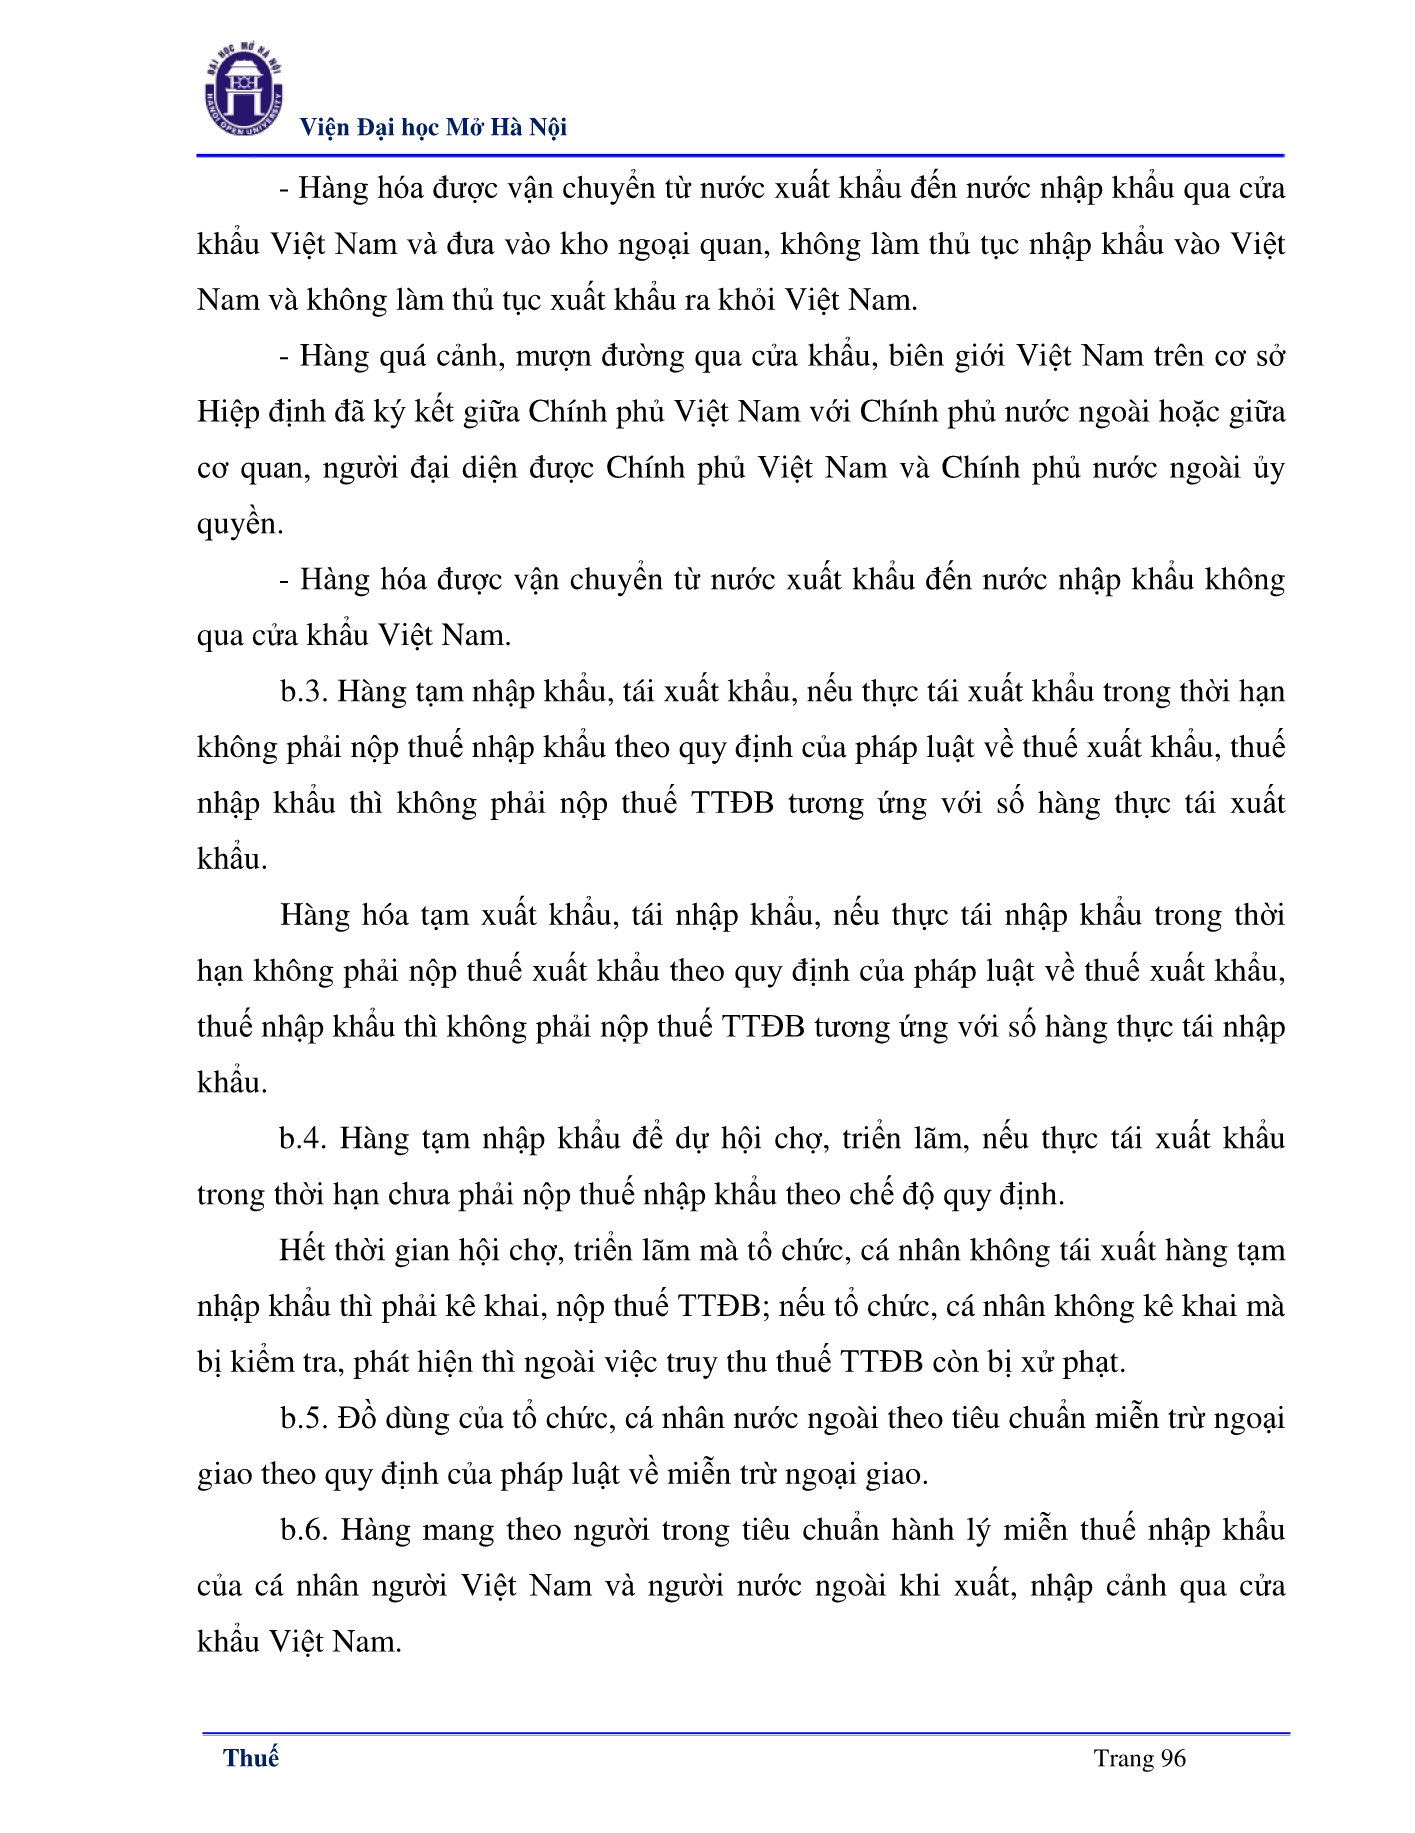 ĐẠI HỌC MỞ HÀ NỘI
HANOI OPEN UNIVERSITY
Viện Đại học Mở Hà Nội
- Hàng hóa được vận chuyển từ nước xuất khẩu đến nước nhập khẩu qua cửa
khẩu Việt Nam và đưa vào kho ngoại quan, không làm thủ tục nhập khẩu vào Việt
Nam và không làm thủ tục xuất khẩu ra khỏi Việt Nam.
- Hàng quá cảnh, mượn đường qua cửa khẩu, biên giới Việt Nam trên cơ sở
Hiệp định đã ký kết giữa Chính phủ Việt Nam với Chính phủ nước ngoài hoặc giữa
cơ quan, người đại diện được Chính phủ Việt Nam và Chính phủ nước ngoài ủy
quyền.
- Hàng hóa được vận chuyển từ nước xuất khẩu đến nước nhập khẩu không
qua cửa khẩu Việt Nam.
b.3. Hàng tạm nhập khẩu, tái xuất khẩu, nếu thực tái xuất khẩu trong thời hạn
không phải nộp thuế nhập khẩu theo quy định của pháp luật về thuế xuất khẩu, thuế
nhập khẩu thì không phải nộp thuế TTĐB tương ứng với số hàng thực tái xuất
khẩu.
Hàng hóa tạm xuất khẩu, tái nhập khẩu, nếu thực tái nhập khẩu trong thời
hạn không phải nộp thuế xuất khẩu theo quy định của pháp luật về thuế xuất khẩu,
thuế nhập khẩu thì không phải nộp thuế TTĐB tương ứng với số hàng thực tái nhập
khẩu.
b.4. Hàng tạm nhập khẩu để dự hội chợ, triển lãm, nếu thực tái xuất khẩu
trong thời hạn chưa phải nộp thuế nhập khẩu theo chế độ quy định.
Hết thời gian hội chợ, triển lãm mà tổ chức, cá nhân không tái xuất hàng tạm
nhập khẩu thì phải kê khai, nộp thuế TTĐB; nếu tổ chức, cá nhân không kê khai mà
bị kiểm tra, phát hiện thì ngoài việc truy thu thuế TTĐB còn bị xử phạt.
b.5. Đồ dùng của tổ chức, cá nhân nước ngoài theo tiêu chuẩn miễn trừ ngoại
giao theo quy định của pháp luật về miễn trừ ngoại giao.
b.6. Hàng mang theo người trong tiêu chuẩn hành lý miễn thuế nhập khẩu
của cá nhân người Việt Nam và người nước ngoài khi xuất, nhập cảnh qua cửa
khẩu Việt Nam.
Thuế
Trang 96